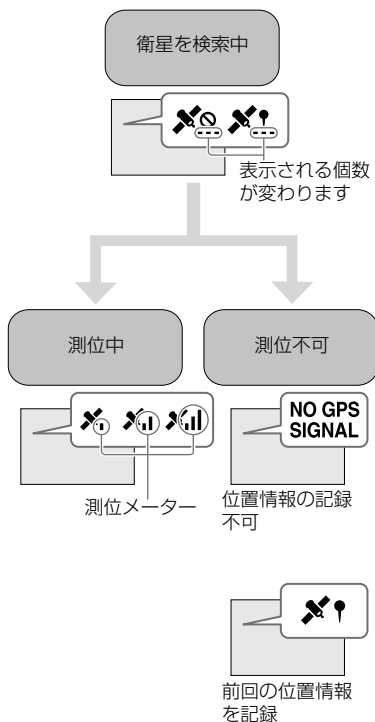 衛星を検索中
表示される個数
が変わります
測位中
測位不可
NO GPS
SIGNAL
測位メーター
位置情報の記録
不可
前回の位置情報
を記録